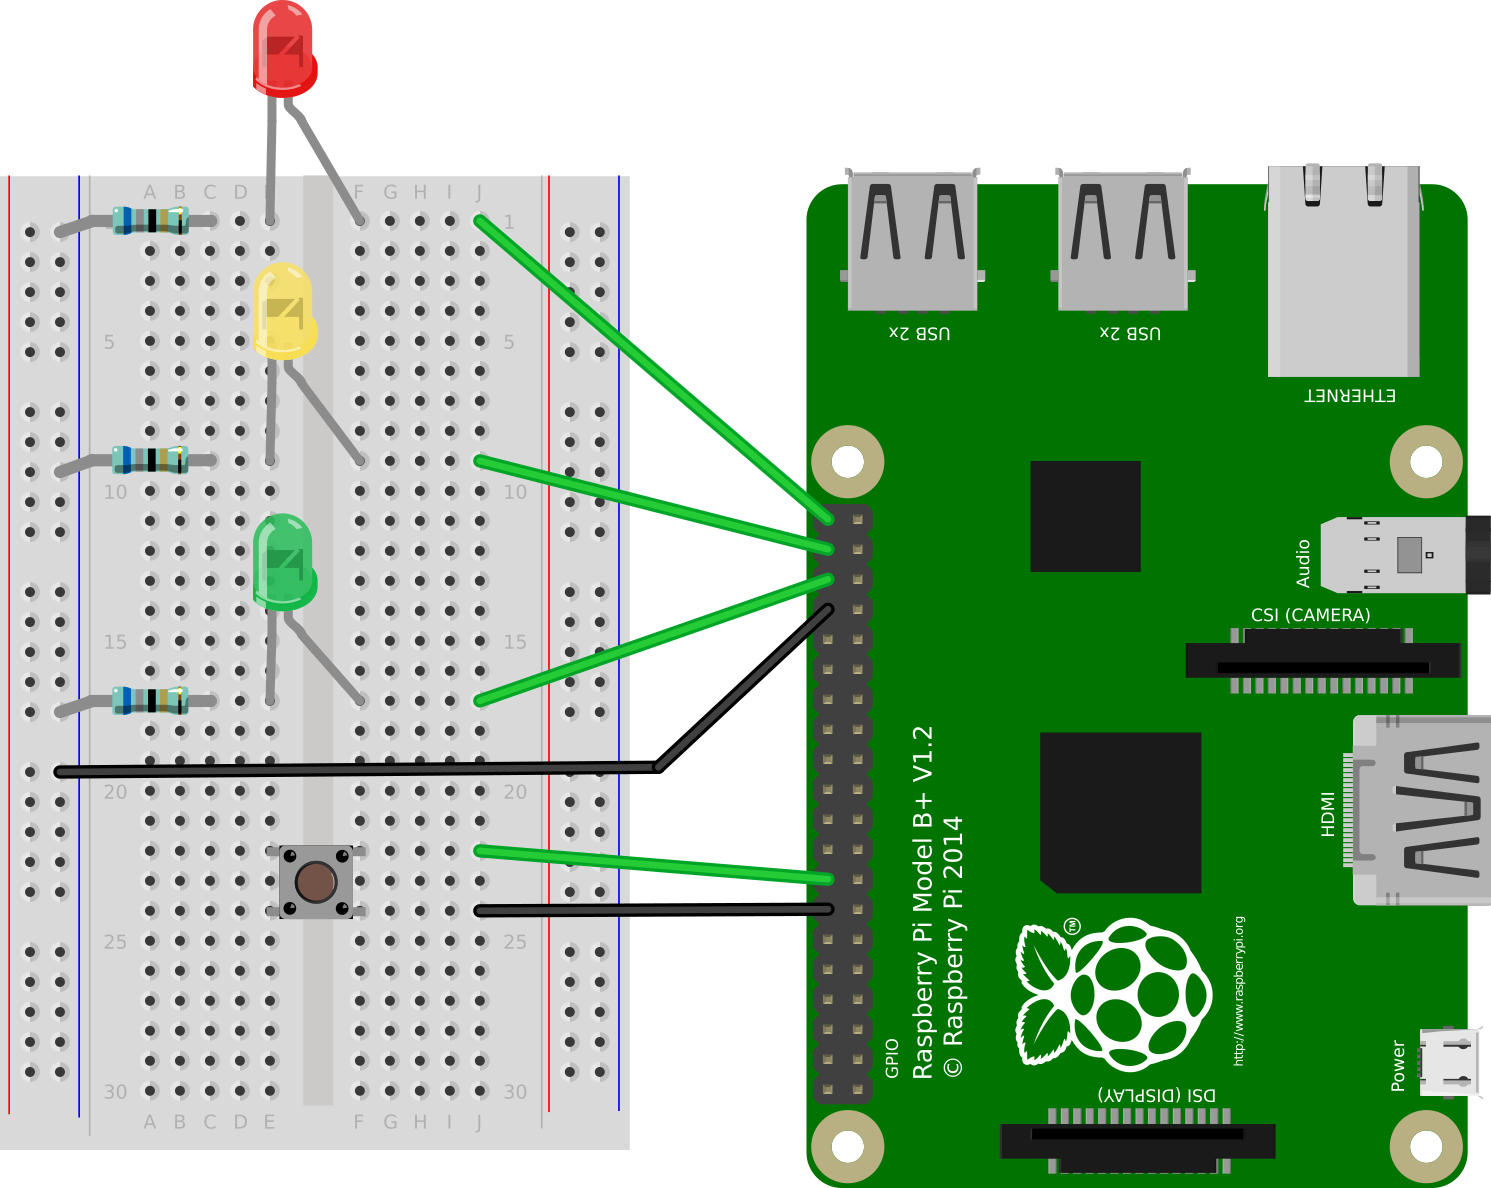 A B C D E F G H I J
1
5 5
10 10
15 15
20 20
25 25
30 30
A B C D E F G H I J
USB 2x
USB 2x
ETHERNET
Audio
CSI (CAMERA)
HDMI
Raspberry Pi Model B+ V1.2
© Raspberry Pi 2014
GPIO
TM
http://www.raspberrypi.org
Power
DSI (DISPLAY)